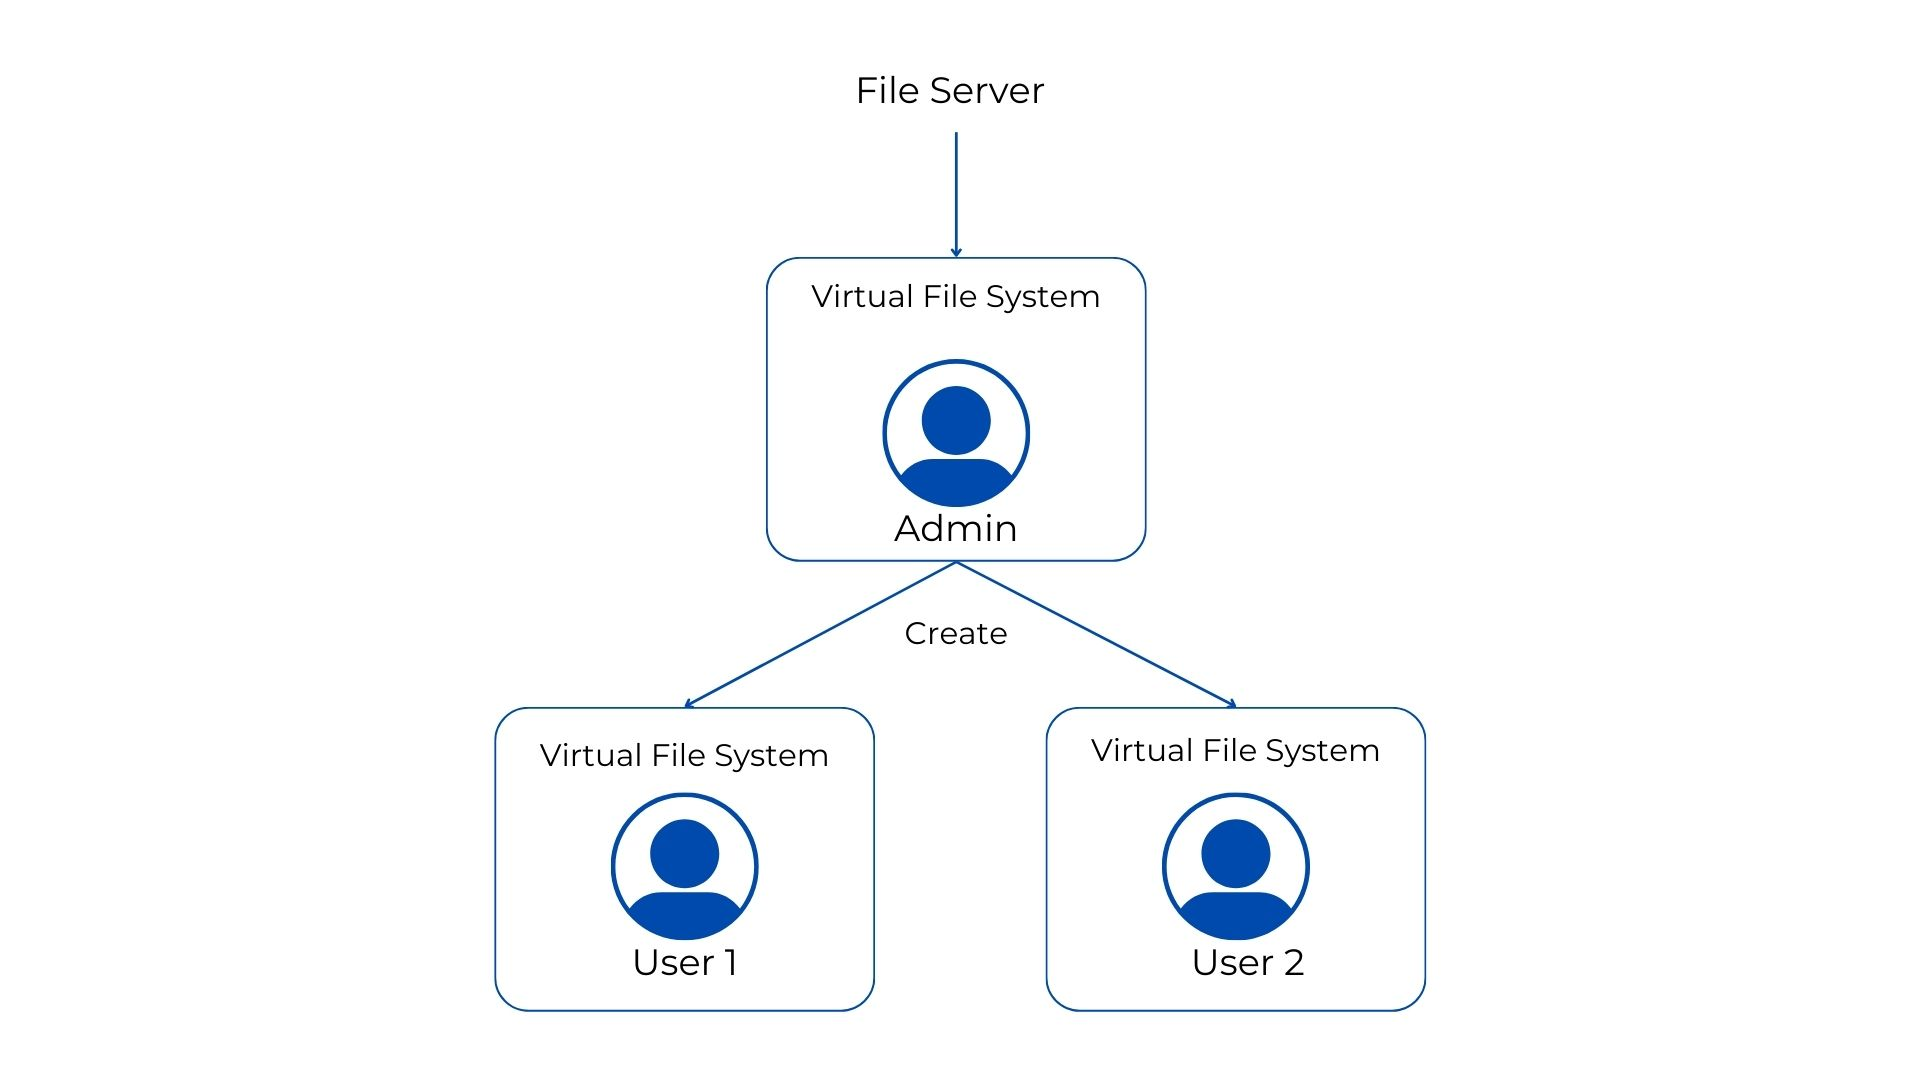 File Server
Virtual File System
Admin
Create
Virtual File System
User 1
Virtual File System
User 2